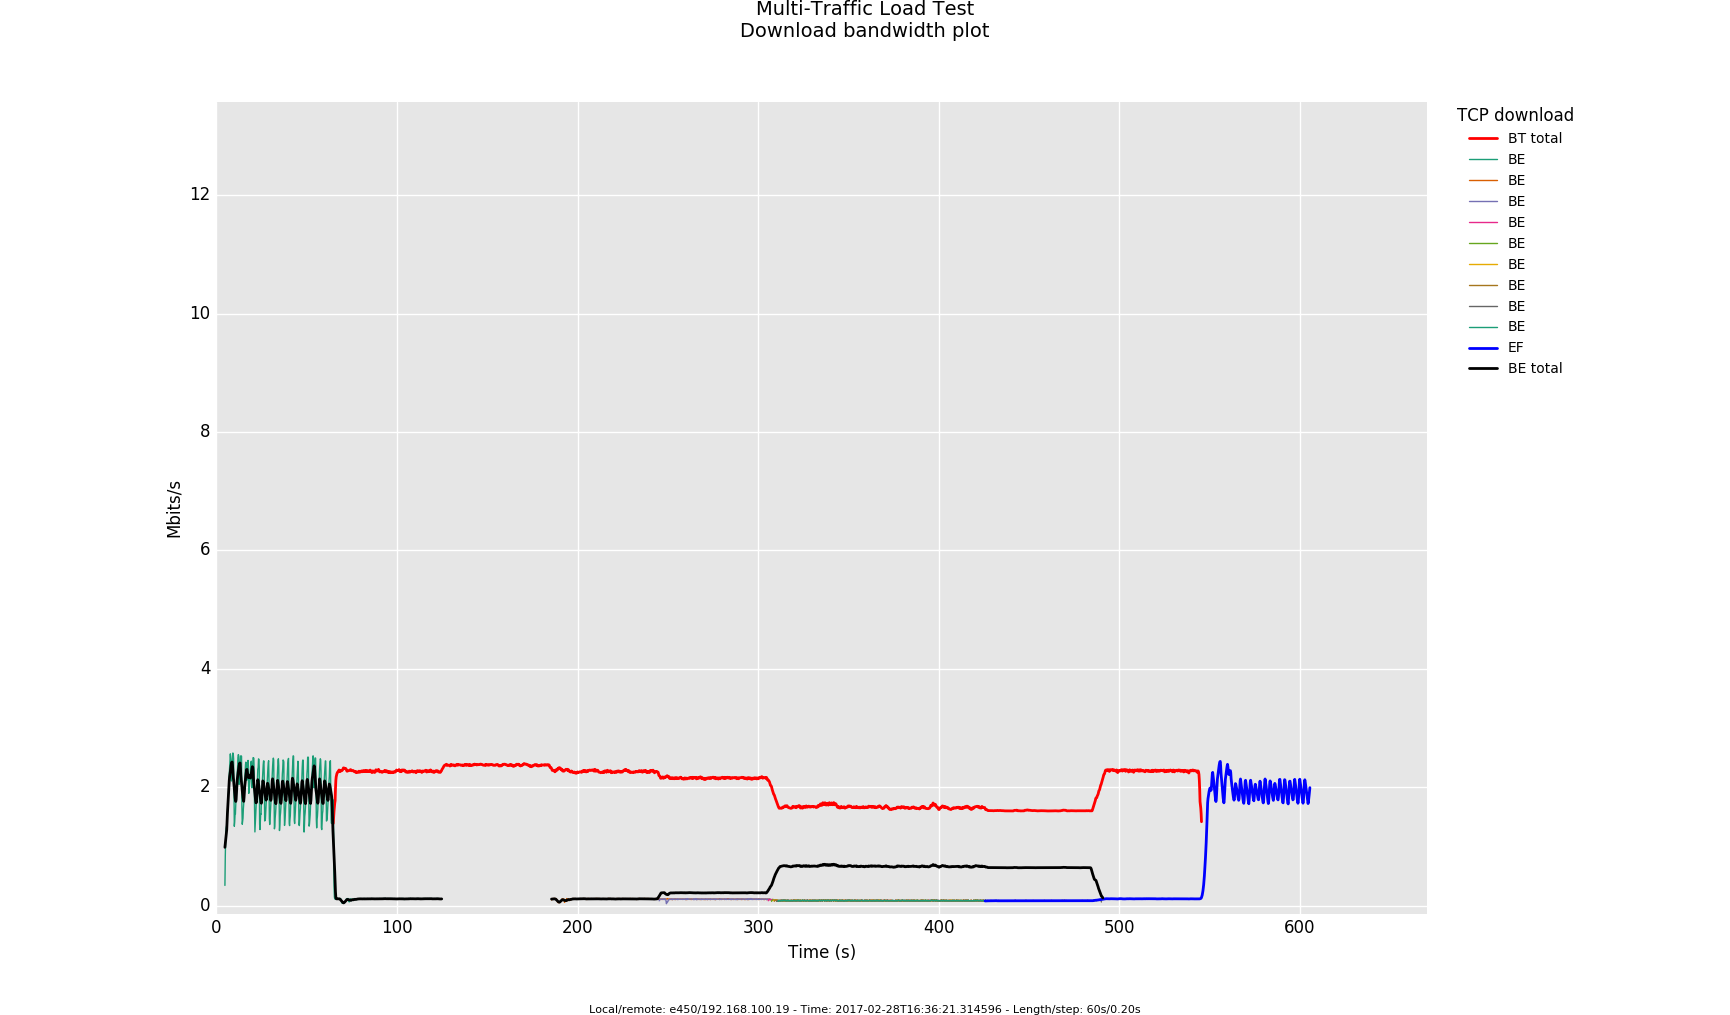 Multi-Traffic Load Test
Download bandwidth plot
TCP download
BT total
BE
BE
BE
BE
BE
BE
BE
BE
BE
EF
BE total
Mbits/s
12
10
8
6
4
2
0
0 100 200 300 400 500 600
Time (s)
Local/remote: e450/192.168.100.19 - Time: 2017-02-28T16:36:21.314596 - Length/step: 60s/0.20s